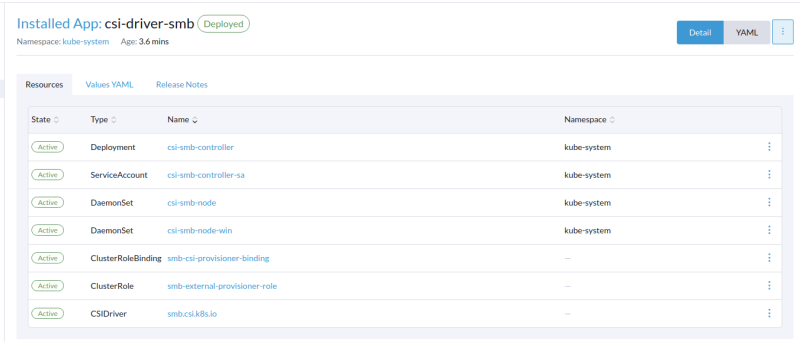 Installed App: csi-driver-smb Deployed
Namespace: kube-system Age: 3.6 mins
Detail YAML
Resources Values YAML Release Notes
State Type Name Namespace
Active Deployment csi-smb-controller kube-system
Active ServiceAccount csi-smb-controller-sa kube-system
Active DaemonSet csi-smb-node kube-system
Active DaemonSet csi-smb-node-win kube-system
Active ClusterRoleBinding smb-csi-provisioner-binding —
Active ClusterRole smb-external-provisioner-role —
Active CSIDriver smb.csi.k8s.io —